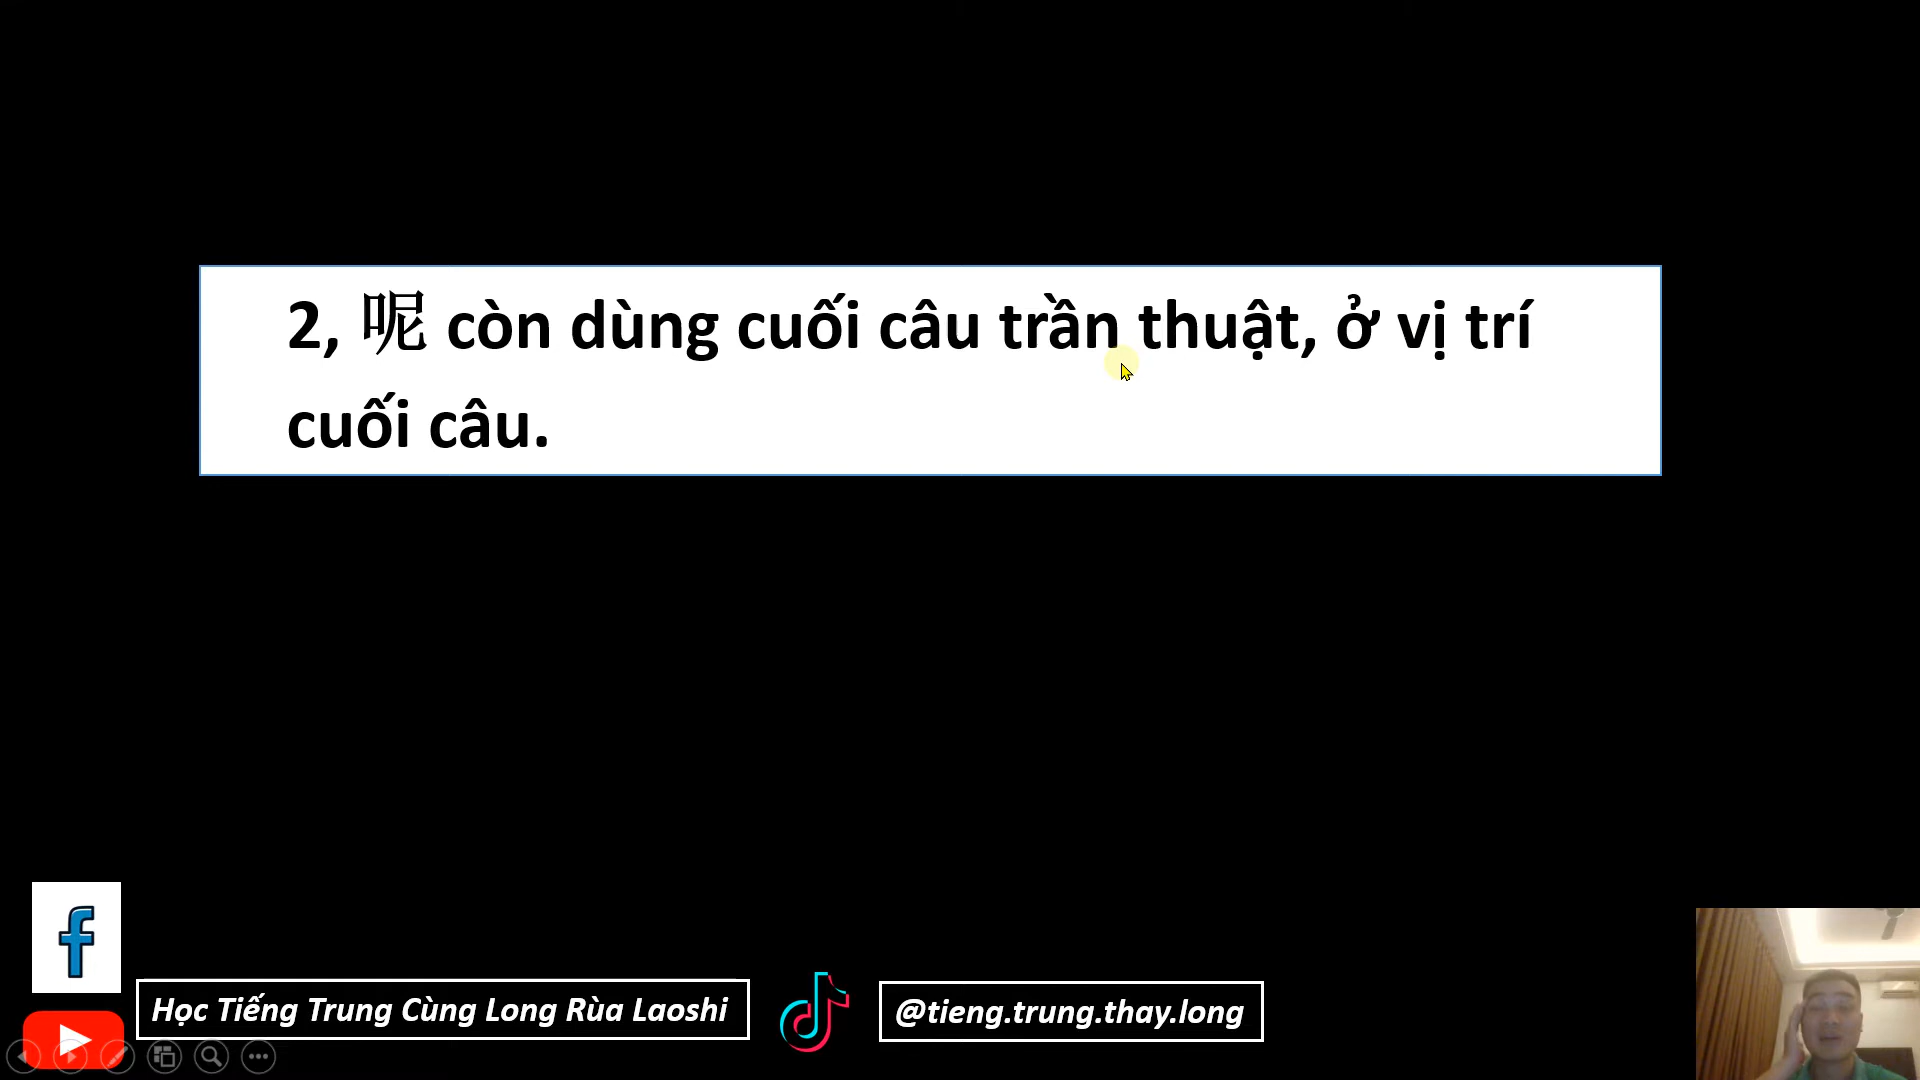 2, 呢 còn dùng cuối câu trần thuật, ở vị trí
cuối câu.
Học Tiếng Trung Cùng Long Rùa Laoshi
@tieng.trung.thay.long